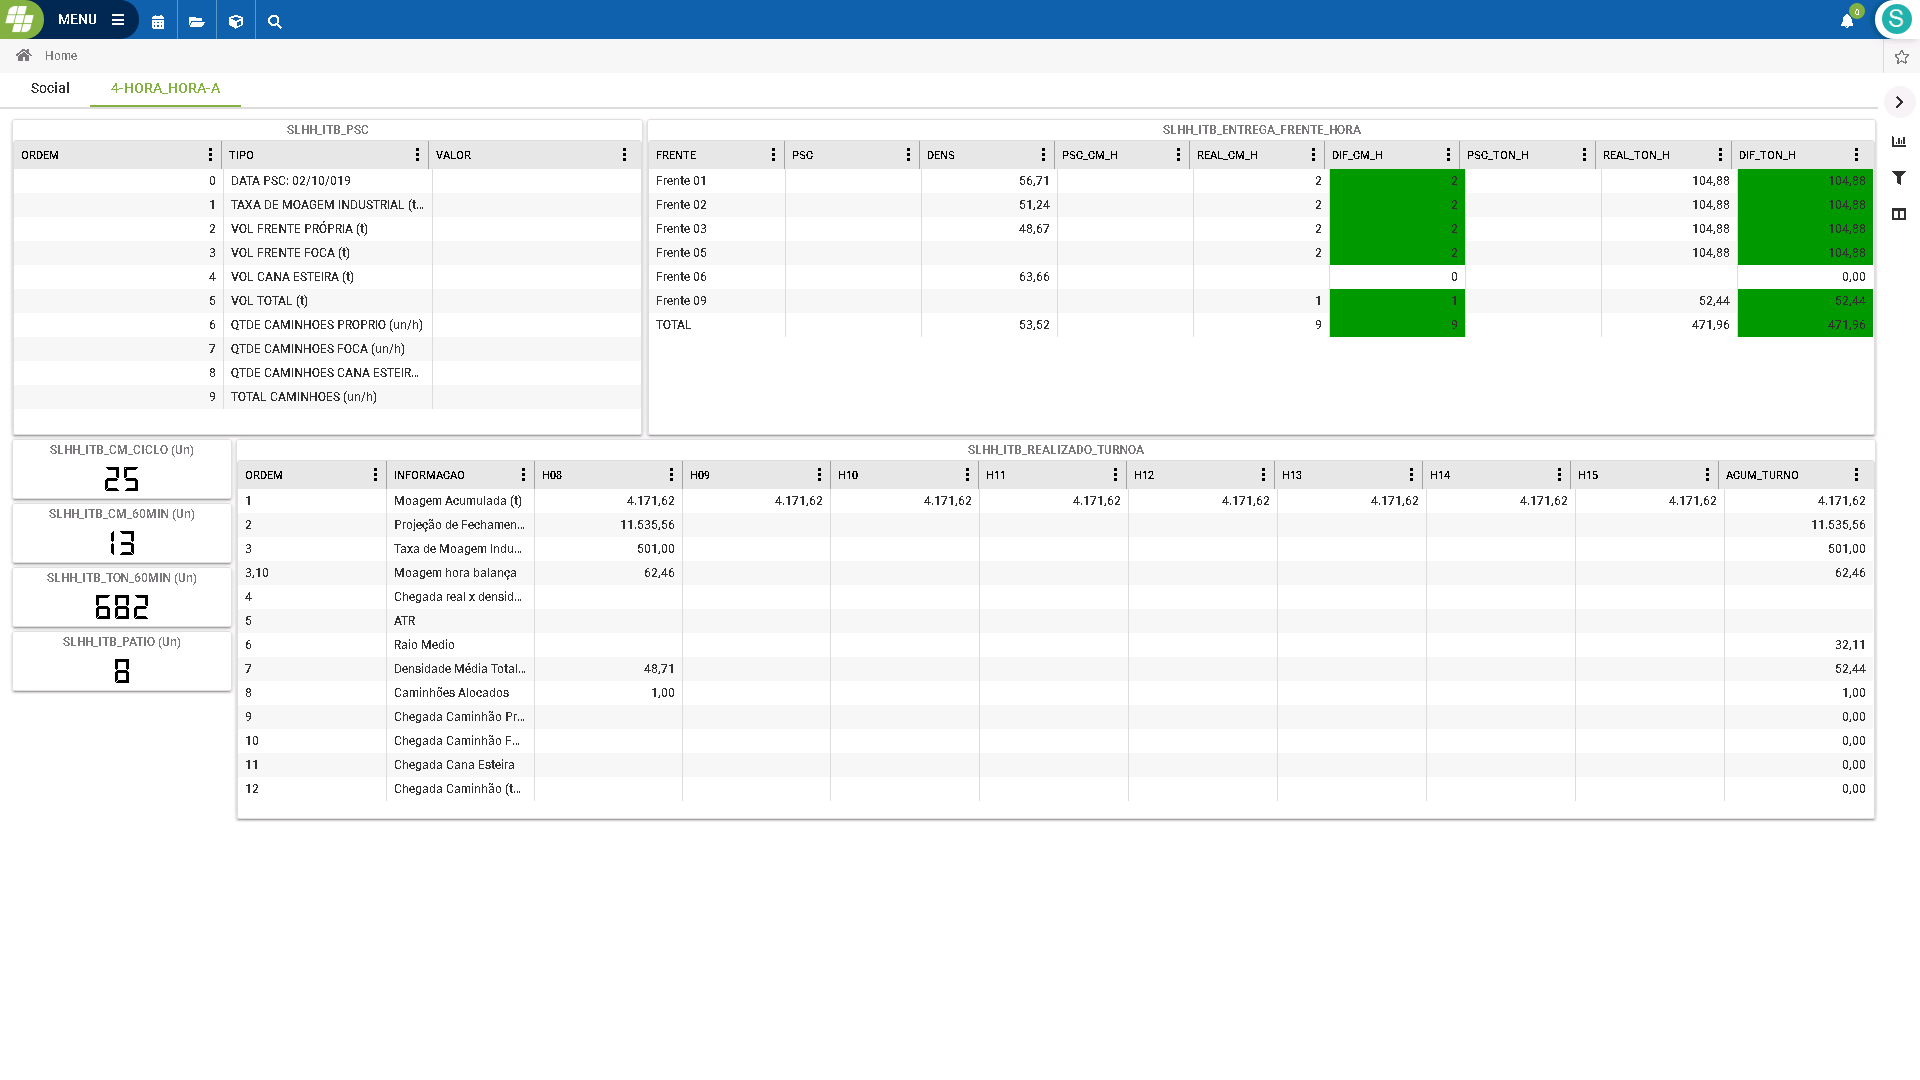 MENU
0
S
Home
Social 4-HORA_HORA-A
SLHH_ITB_PSC
ORDEM TIPO VALOR
0 DATA PSC: 02/10/019
1 TAXA DE MOAGEM INDUSTRIAL (t...
2 VOL FRENTE PRÓPRIA (t)
3 VOL FRENTE FOCA (t)
4 VOL CANA ESTEIRA (t)
5 VOL TOTAL (t)
6 QTDE CAMINHOES PROPRIO (un/h)
7 QTDE CAMINHOES FOCA (un/h)
8 QTDE CAMINHOES CANA ESTEIR...
9 TOTAL CAMINHOES (un/h)
SLHH_ITB_ENTREGA_FRENTE_HORA
FRENTE PSC DENS PSC_CM_H REAL_CM_H DIF_CM_H PSC_TON_H REAL_TON_H DIF_TON_H
Frente 01 56,71 2 2 104,88 104,88
Frente 02 51,24 2 2 104,88 104,88
Frente 03 48,67 2 2 104,88 104,88
Frente 05 2 2 104,88 104,88
Frente 06 63,66 0 0,00
Frente 09 1 1 52,44 52,44
TOTAL 53,52 9 9 471,96 471,96
SLHH_ITB_CM_CICLO (Un)
25
SLHH_ITB_CM_60MIN (Un)
13
SLHH_ITB_TON_60MIN (Un)
682
SLHH_ITB_PATIO (Un)
8
SLHH_ITB_REALIZADO_TURNOA
ORDEM INFORMACAO H08 H09 H10 H11 H12 H13 H14 H15 ACUM_TURNO
1 Moagem Acumulada (t) 4.171,62 4.171,62 4.171,62 4.171,62 4.171,62 4.171,62 4.171,62 4.171,62 4.171,62
2 Projeção de Fechamen... 11.535,56 11.535,56
3 Taxa de Moagem Indu... 501,00 501,00
3,10 Moagem hora balança 62,46 62,46
4 Chegada real x densid...
5 ATR
6 Raio Medio 32,11
7 Densidade Média Total... 48,71 52,44
8 Caminhões Alocados 1,00 1,00
9 Chegada Caminhão Pr... 0,00
10 Chegada Caminhão F... 0,00
11 Chegada Cana Esteira 0,00
12 Chegada Caminhão (t... 0,00